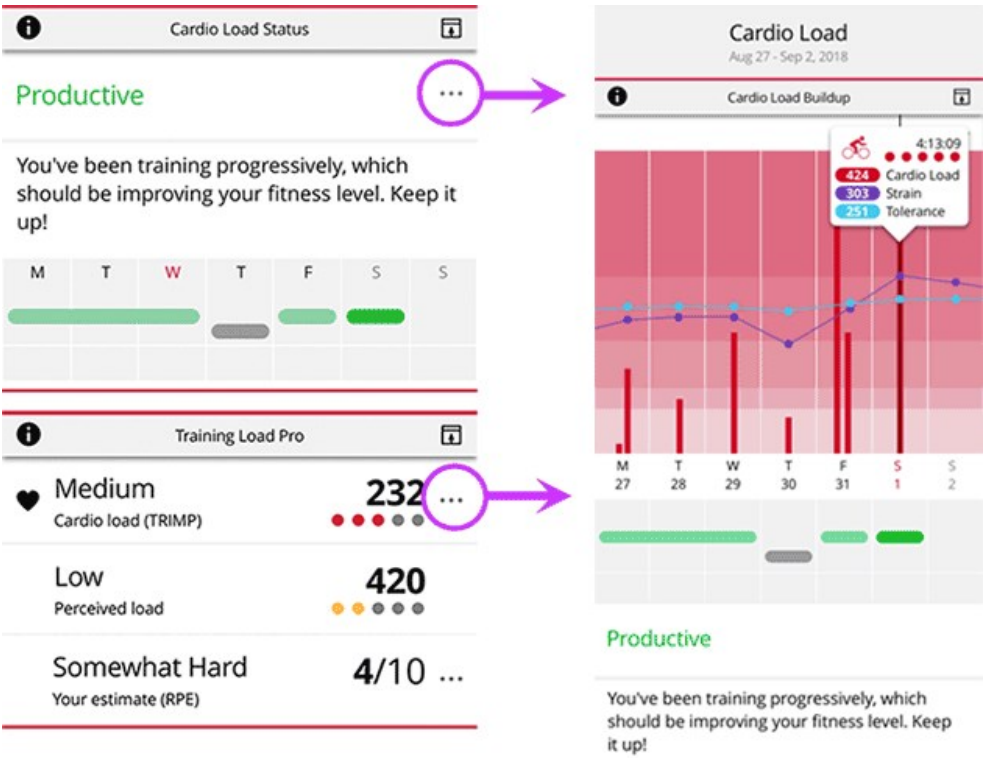 Cardio Load Status
Productive
...
You've been training progressively, which
should be improving your fitness level. Keep it
up!
M T W T F S S
Training Load Pro
Medium 232 ...
Cardio load (TRIMP)
Low 420
Perceived load
Somewhat Hard 4/10 ...
Your estimate (RPE)
Cardio Load
Aug 27 - Sep 2, 2018
Cardio Load Buildup
4:13:09
424 Cardio Load
303 Strain
251 Tolerance
M T W T F S S
27 28 29 30 31 1 2
Productive
You've been training progressively, which
should be improving your fitness level. Keep
it up!